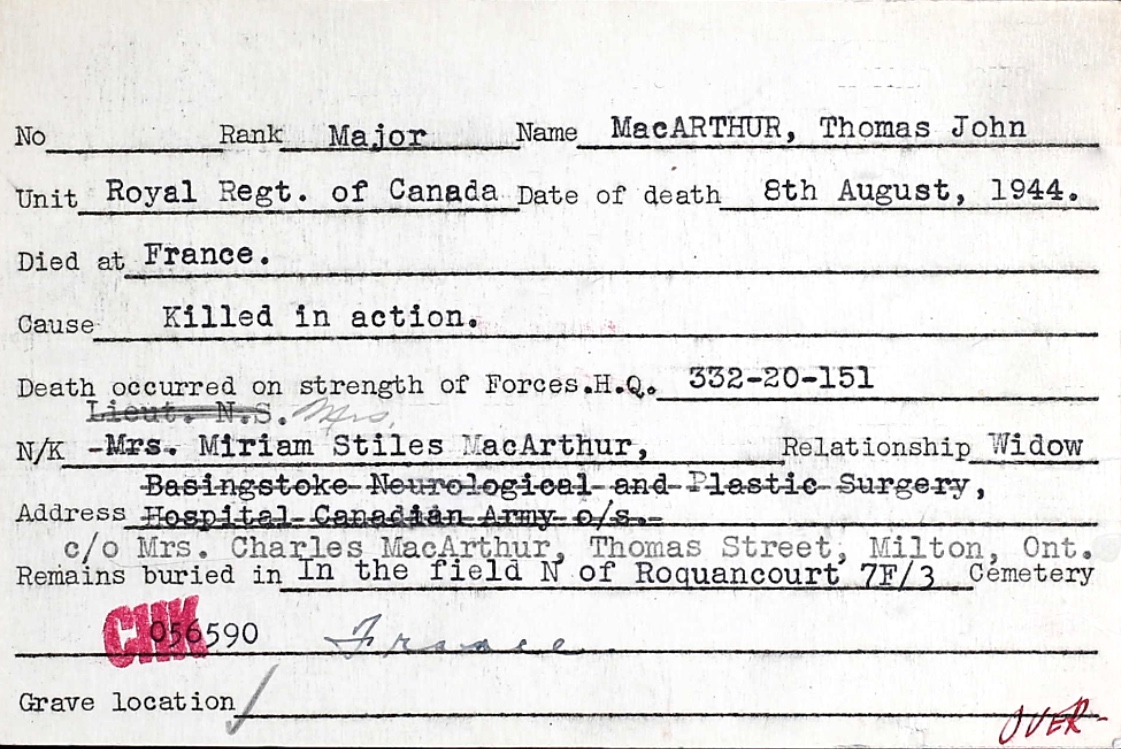 No Rank Major Name MacARTHUR, Thomas John
Unit Royal Regt. of Canada Date of death 8th August, 1944.
Died at France.
Cause Killed in action.
Death occurred on strength of Forces.H.Q. 332-20-151
Lieut. N.S. Mrs.
N/K -Mrs. Miriam Stiles MacArthur, Relationship Widow
Basingstoke Neurological and Plastic Surgery,
Address Hospital Canadian Army o/s.
c/o Mrs. Charles MacArthur, Thomas Street, Milton, Ont.
Remains buried in In the field N of Roquancourt 7F/3 Cemetery
CHK 056590 France
Grave location
OVER